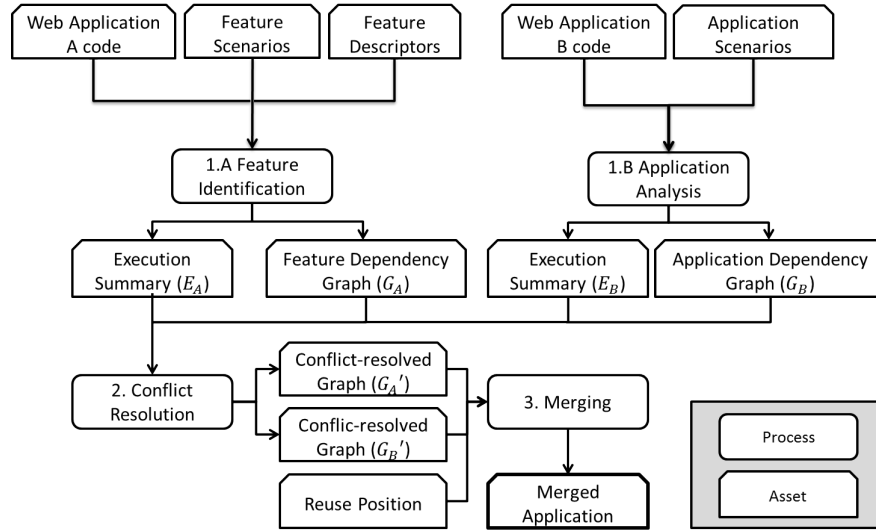 Web Application
A code
Feature
Scenarios
Feature
Descriptors
Web Application
B code
Application
Scenarios
1.A Feature
Identification
1.B Application
Analysis
Execution
Summary (E_A)
Feature Dependency
Graph (G_A)
Execution
Summary (E_B)
Application Dependency
Graph (G_B)
2. Conflict
Resolution
Conflict-resolved
Graph (G_A')
Conflic-resolved
Graph (G_B')
Reuse Position
3. Merging
Merged
Application
Process
Asset